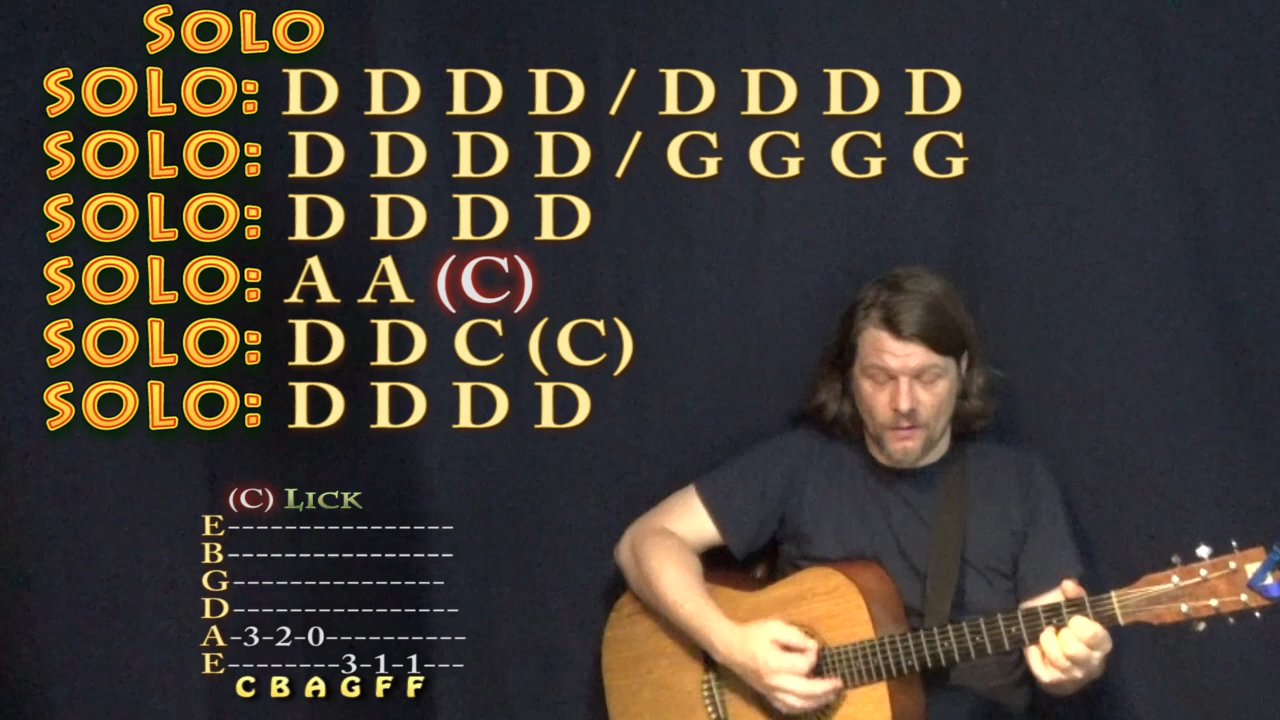 SOLO
SOLO: D D D D / D D D D
SOLO: D D D D / G G G G
SOLO: D D D D
SOLO: A A (C)
SOLO: D D C (C)
SOLO: D D D D
(C) LICK
E----------------
B----------------
G---------------
D----------------
A-3-2-0----------
E--------3-1-1---
C B A G F F